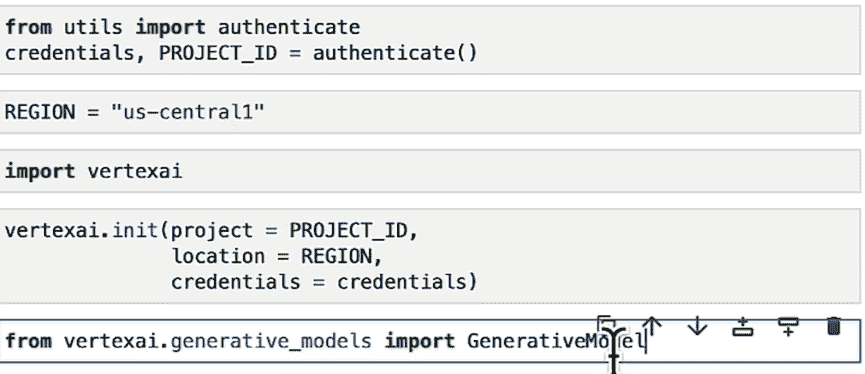 from utils import authenticate
credentials, PROJECT_ID = authenticate()
REGION = "us-central1"
import vertexai
vertexai.init(project = PROJECT_ID,
location = REGION,
credentials = credentials)
from vertexai.generative_models import GenerativeModel